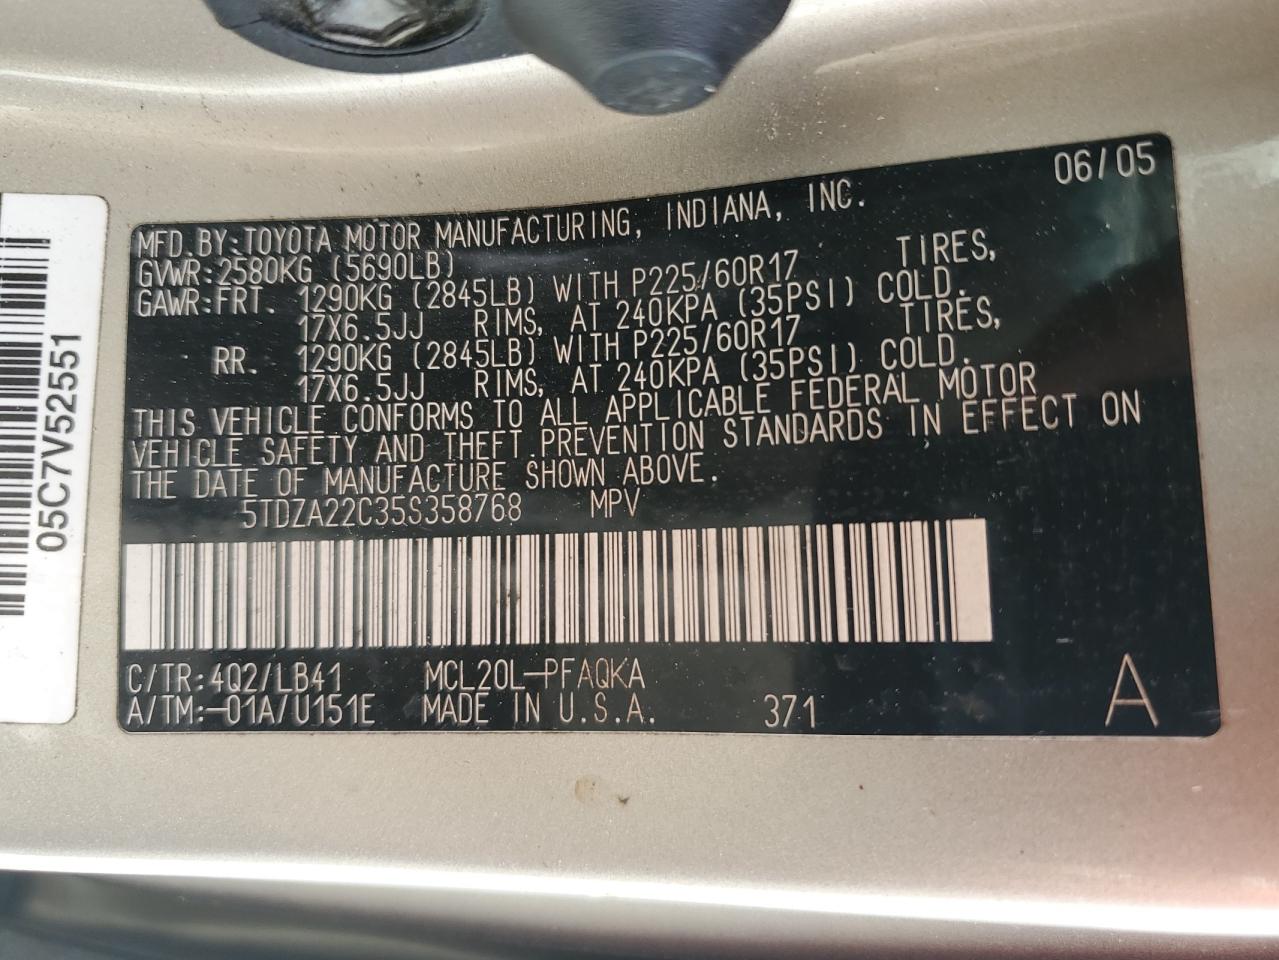 06/05
MFD.BY:TOYOTA MOTOR MANUFACTURING, INDIANA, INC.
GVWR:2580KG (5690LB)
GAWR:FRT. 1290KG (2845LB) WITH P225/60R17 TIRES,
17X6.5JJ RIMS, AT 240KPA (35PSI) COLD.
RR. 1290KG (2845LB) WITH P225/60R17 TIRES,
17X6.5JJ RIMS, AT 240KPA (35PSI) COLD.
THIS VEHICLE CONFORMS TO ALL APPLICABLE FEDERAL MOTOR
VEHICLE SAFETY AND THEFT PREVENTION STANDARDS IN EFFECT ON
THE DATE OF MANUFACTURE SHOWN ABOVE.
5TDZA22C35S358768 MPV
C/TR:4Q2/LB41 MCL20L-PFAQKA
A/TM:-01A/U151E MADE IN U.S.A. 371 A
05C7V52551